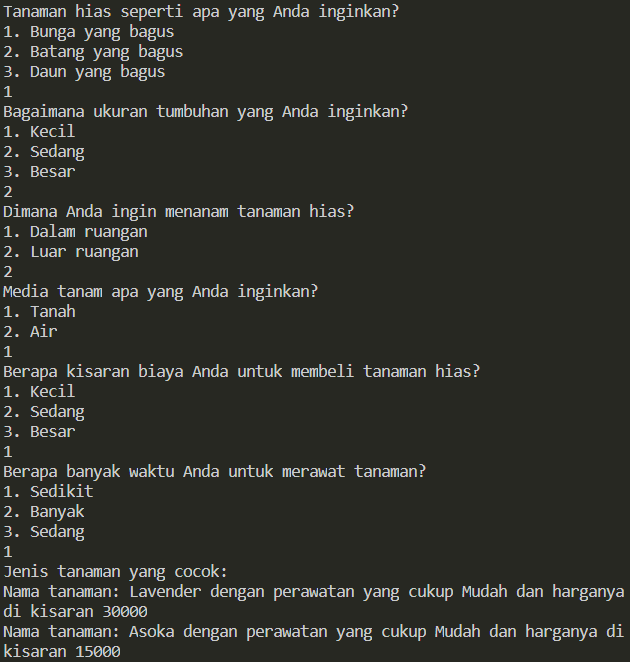 Tanaman hias seperti apa yang Anda inginkan?
1. Bunga yang bagus
2. Batang yang bagus
3. Daun yang bagus
1
Bagaimana ukuran tumbuhan yang Anda inginkan?
1. Kecil
2. Sedang
3. Besar
2
Dimana Anda ingin menanam tanaman hias?
1. Dalam ruangan
2. Luar ruangan
2
Media tanam apa yang Anda inginkan?
1. Tanah
2. Air
1
Berapa kisaran biaya Anda untuk membeli tanaman hias?
1. Kecil
2. Sedang
3. Besar
1
Berapa banyak waktu Anda untuk merawat tanaman?
1. Sedikit
2. Banyak
3. Sedang
1
Jenis tanaman yang cocok:
Nama tanaman: Lavender dengan perawatan yang cukup Mudah dan harganya
di kisaran 30000
Nama tanaman: Asoka dengan perawatan yang cukup Mudah dan harganya di
kisaran 15000